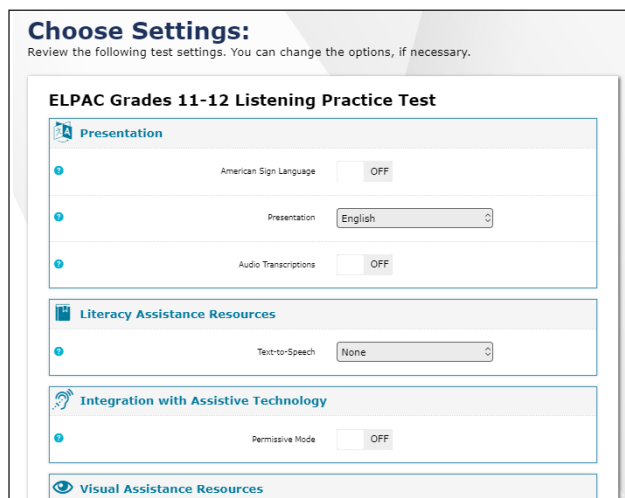 Choose Settings:
Review the following test settings. You can change the options, if necessary.
ELPAC Grades 11-12 Listening Practice Test
Presentation
American Sign Language OFF
Presentation English
Audio Transcriptions OFF
Literacy Assistance Resources
Text-to-Speech None
Integration with Assistive Technology
Permissive Mode OFF
Visual Assistance Resources